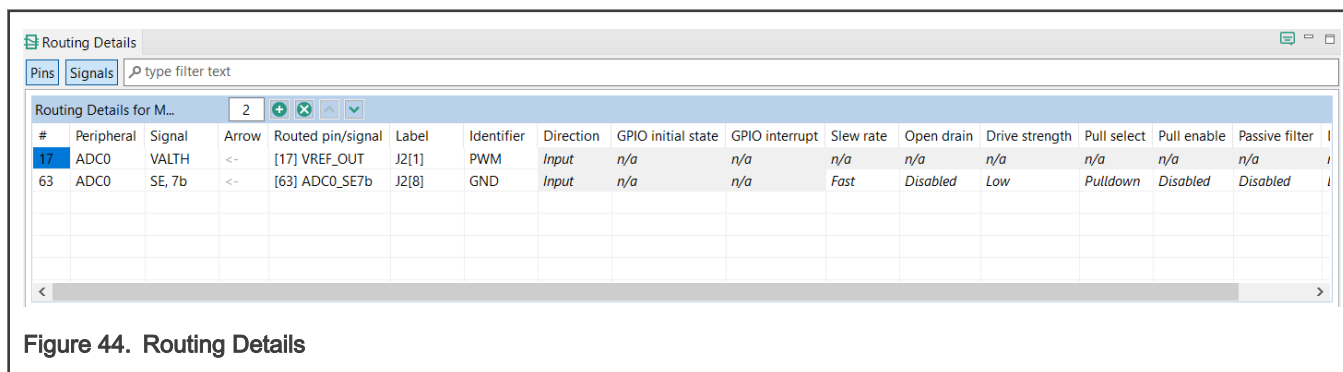 Routing Details
Pins Signals type filter text
Routing Details for M... 2
# Peripheral Signal Arrow Routed pin/signal Label Identifier Direction GPIO initial state GPIO interrupt Slew rate Open drain Drive strength Pull select Pull enable Passive filter
17 ADC0 VALTH <- [17] VREF_OUT J2[1] PWM Input n/a n/a n/a n/a n/a n/a n/a n/a
63 ADC0 SE, 7b <- [63] ADC0_SE7b J2[8] GND Input n/a n/a Fast Disabled Low Pulldown Disabled Disabled
Figure 44. Routing Details